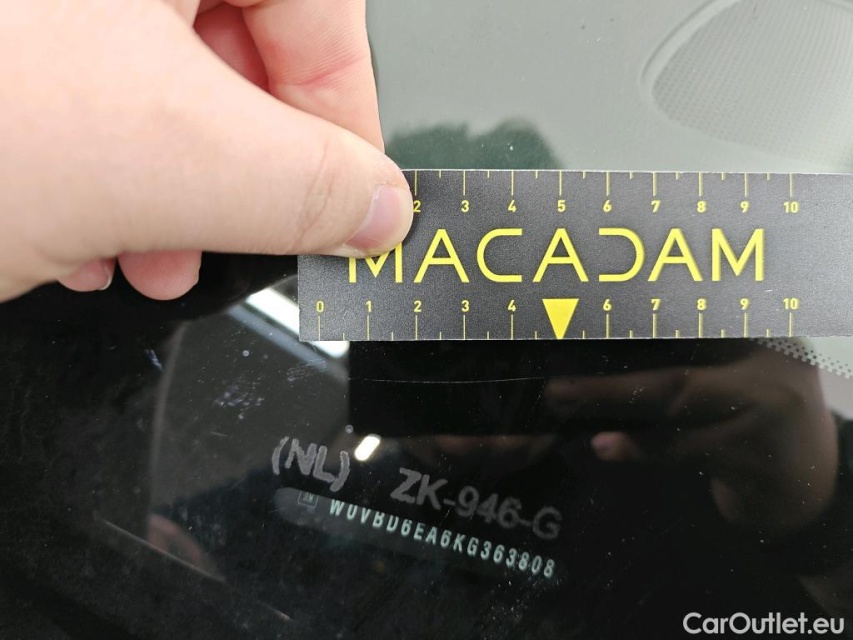 2 3 4 5 6 7 8 9 10
MACADAM
0 1 2 3 4 6 7 8 9 10
(NL) ZK-946-G
W0VBD6EA6KG363808
CarOutlet.eu